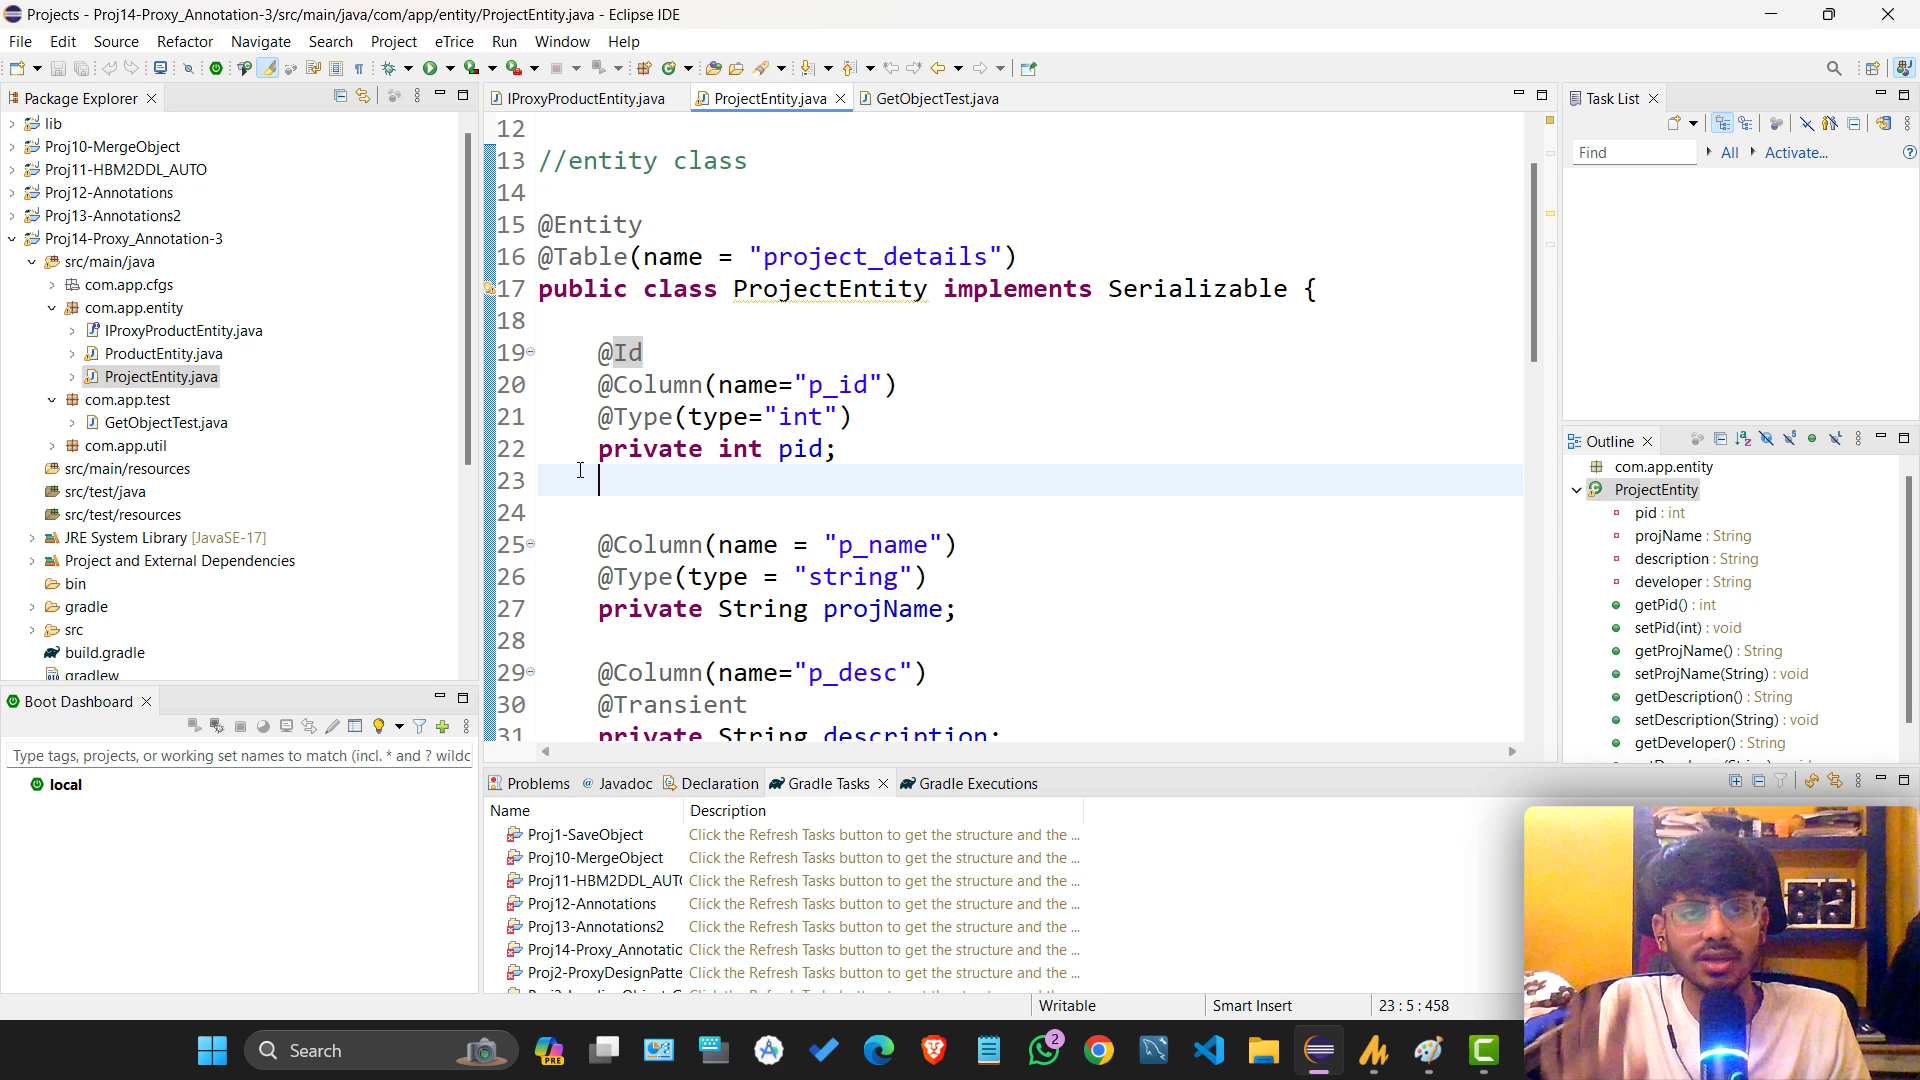 Projects - Proj14-Proxy_Annotation-3/src/main/java/com/app/entity/ProjectEntity.java - Eclipse IDE
File Edit Source Refactor Navigate Search Project eTrice Run Window Help
Package Explorer
lib
Proj10-MergeObject
Proj11-HBM2DDL_AUTO
Proj12-Annotations
Proj13-Annotations2
Proj14-Proxy_Annotation-3
src/main/java
com.app.cfgs
com.app.entity
IProxyProductEntity.java
ProductEntity.java
ProjectEntity.java
com.app.test
GetObjectTest.java
com.app.util
src/main/resources
src/test/java
src/test/resources
JRE System Library [JavaSE-17]
Project and External Dependencies
bin
gradle
src
build.gradle
gradlew
Boot Dashboard
Type tags, projects, or working set names to match (incl. * and ? wildc
local
IProxyProductEntity.java ProjectEntity.java GetObjectTest.java
12
13 //entity class
14
15 @Entity
16 @Table(name = "project_details")
17 public class ProjectEntity implements Serializable {
18
19 @Id
20 @Column(name="p_id")
21 @Type(type="int")
22 private int pid;
23
24
25 @Column(name = "p_name")
26 @Type(type = "string")
27 private String projName;
28
29 @Column(name="p_desc")
30 @Transient
31 private String description;
Problems Javadoc Declaration Gradle Tasks Gradle Executions
Name Description
Proj1-SaveObject Click the Refresh Tasks button to get the structure and the ...
Proj10-MergeObject Click the Refresh Tasks button to get the structure and the ...
Proj11-HBM2DDL_AUT Click the Refresh Tasks button to get the structure and the ...
Proj12-Annotations Click the Refresh Tasks button to get the structure and the ...
Proj13-Annotations2 Click the Refresh Tasks button to get the structure and the ...
Proj14-Proxy_Annotatio Click the Refresh Tasks button to get the structure and the ...
Proj2-ProxyDesignPatte Click the Refresh Tasks button to get the structure and the ...
Task List
Find All Activate...
Outline
com.app.entity
ProjectEntity
pid : int
projName : String
description : String
developer : String
getPid() : int
setPid(int) : void
getProjName() : String
setProjName(String) : void
getDescription() : String
setDescription(String) : void
getDeveloper() : String
Writable Smart Insert 23 : 5 : 458
Search
PRE
2